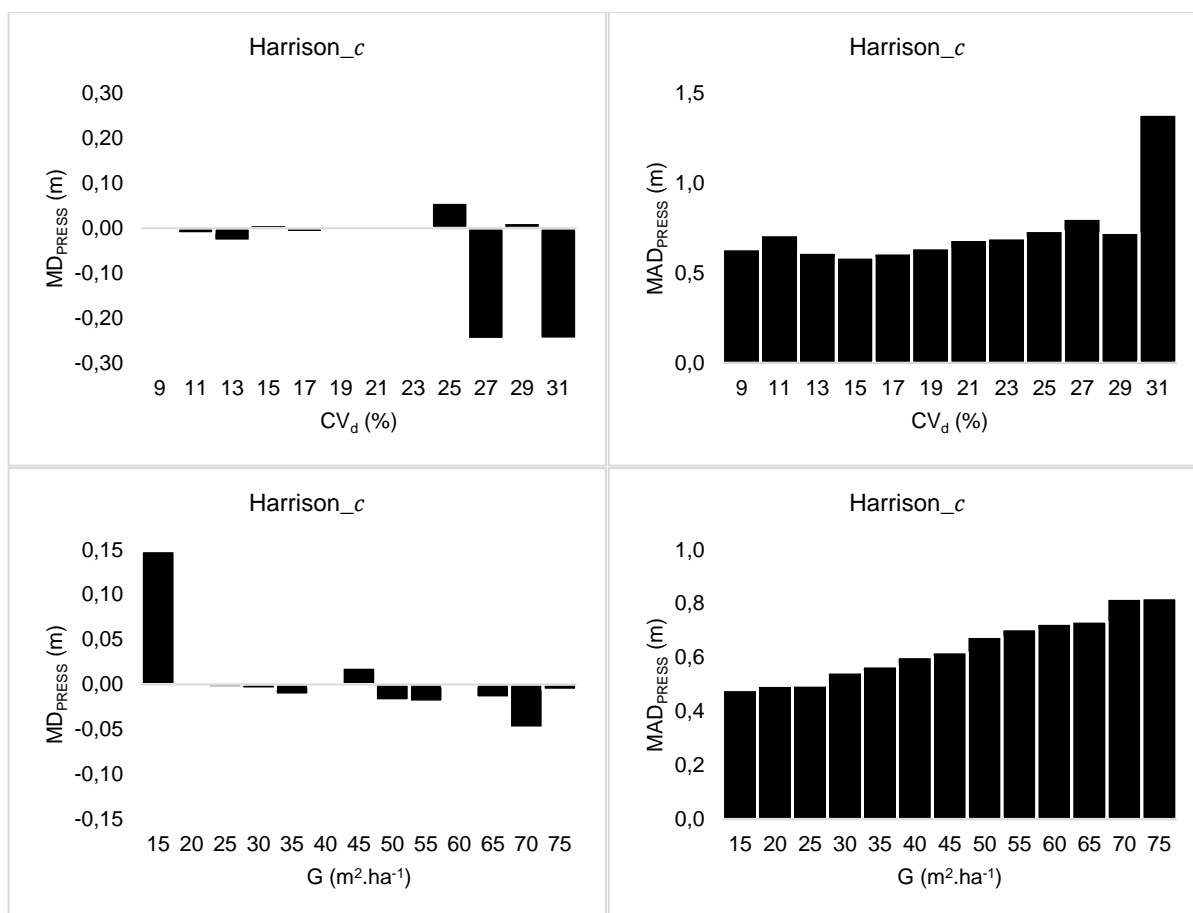 Harrison_c
0,30
0,20
0,10
0,00
-0,10
-0,20
-0,30
MD_PRESS (m)
9 11 13 15 17 19 21 23 25 27 29 31
CV_d (%)
Harrison_c
1,5
1,0
0,5
0,0
MAD_PRESS (m)
9 11 13 15 17 19 21 23 25 27 29 31
CV_d (%)
Harrison_c
0,15
0,10
0,05
0,00
-0,05
-0,10
-0,15
MD_PRESS (m)
15 20 25 30 35 40 45 50 55 60 65 70 75
G (m².ha⁻¹)
Harrison_c
1,0
0,8
0,6
0,4
0,2
0,0
MAD_PRESS (m)
15 20 25 30 35 40 45 50 55 60 65 70 75
G (m².ha⁻¹)